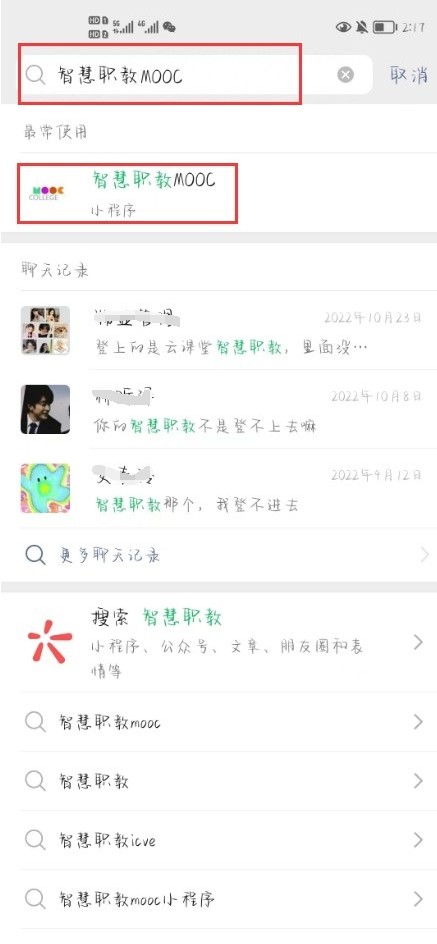 HD 1 5G 4G 2:17
HD 2
智慧职教MOOC 取消
最常使用
MOOC
COLLEGE
智慧职教MOOC
小程序
聊天记录
2022年10月23日
登上的是云课堂智慧职教，里面没…
2022年10月8日
你的智慧职教不是登不上去嘛
2022年9月12日
智慧职教那个，我登不进去
更多聊天记录
搜索 智慧职教
小程序、公众号、文章、朋友圈和表
情等
智慧职教mooc
智慧职教
智慧职教icve
智慧职教mooc小程序